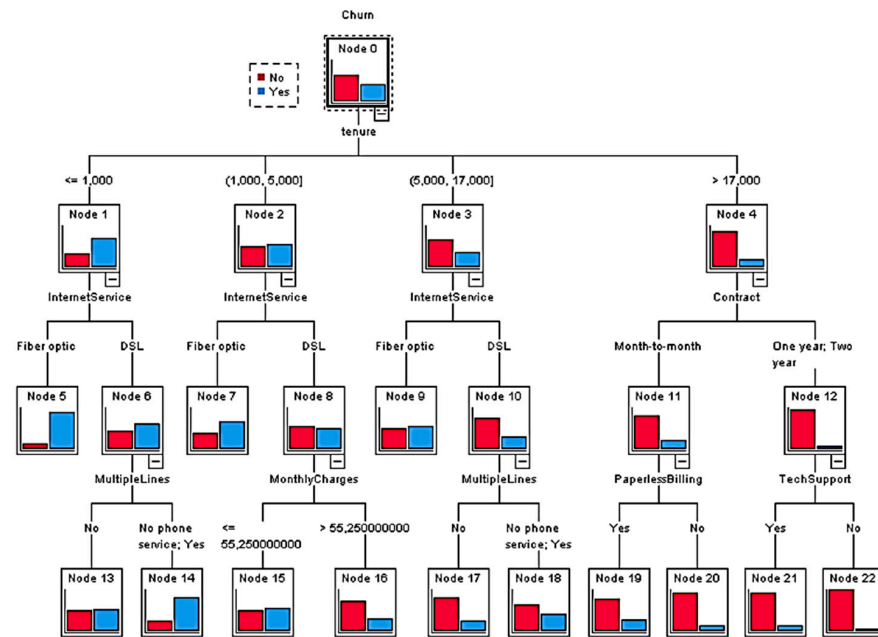 Churn
Node 0
No
Yes
tenure
<= 1,000
(1,000, 5,000]
(5,000, 17,000]
> 17,000
Node 1
Node 2
Node 3
Node 4
InternetService
InternetService
InternetService
Contract
Fiber optic
DSL
Fiber optic
DSL
Fiber optic
DSL
Month-to-month
One year; Two
year
Node 5
Node 6
Node 7
Node 8
Node 9
Node 10
Node 11
Node 12
MultipleLines
MonthlyCharges
MultipleLines
PaperlessBilling
TechSupport
No
No phone
service; Yes
<=
55,250000000
> 55,250000000
No
No phone
service; Yes
Yes
No
Yes
No
Node 13
Node 14
Node 15
Node 16
Node 17
Node 18
Node 19
Node 20
Node 21
Node 22